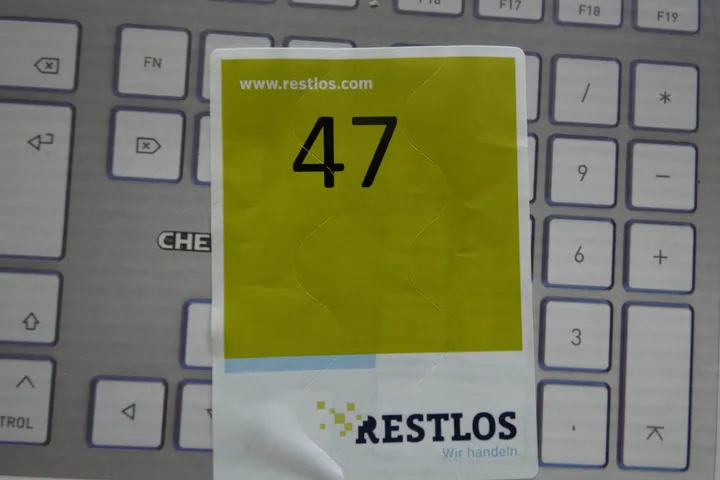 F17
F18
F19
FN
/
*
www.restlos.com
47
9
−
CHE
6
+
3
TROL
,
RESTLOS
Wir handeln.